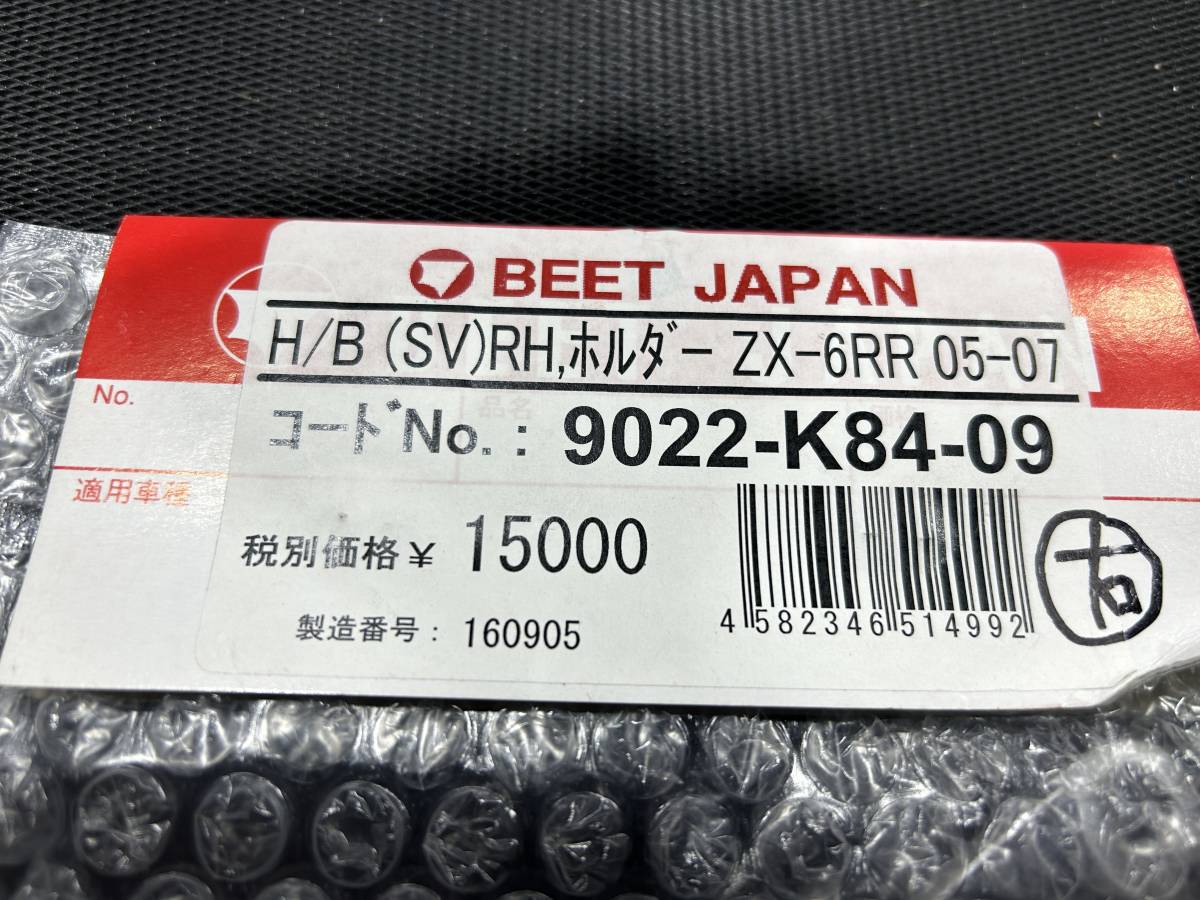 BEET JAPAN
H/B (SV)RH,ﾎﾙﾀﾞｰ ZX-6RR 05-07
No.
品名
コードNo.: 9022-K84-09
適用車種
税別価格¥ 15000
製造番号: 160905
4 582346 514992
右